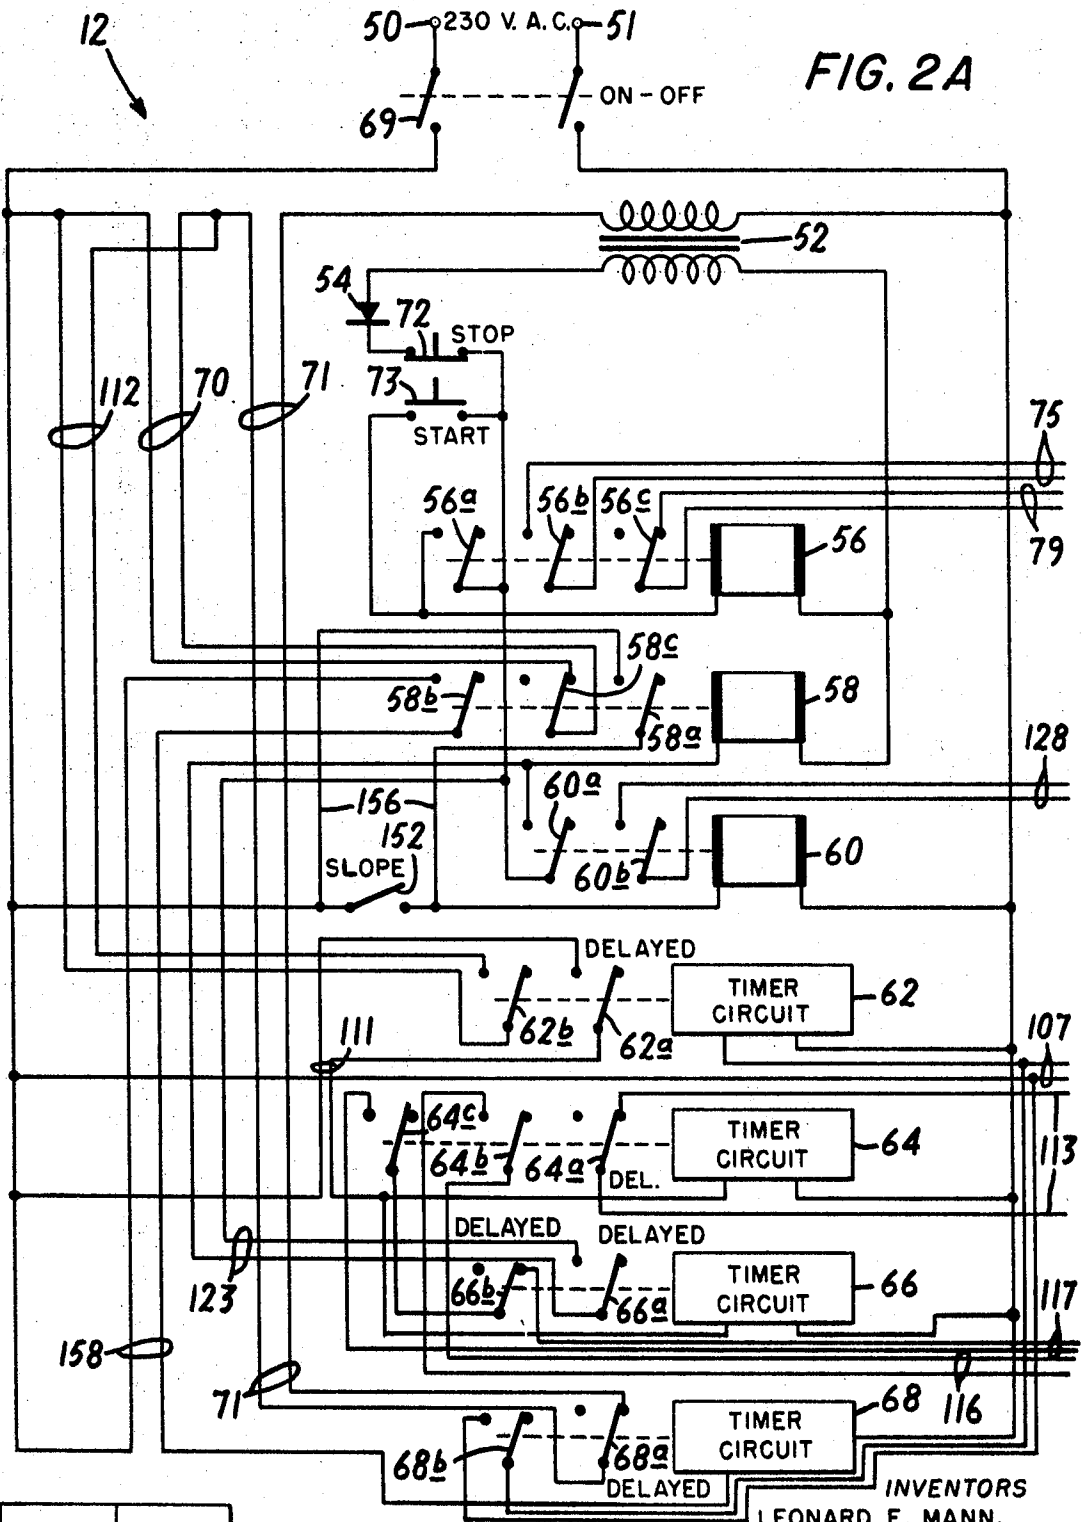 12
50 230 V. A. C. 51
FIG. 2A
69 ON-OFF
52
54
72 STOP
73
START
112 70 71
75
56a 56b 56c 56
79
58b 58c 58a 58
128
156 60a
152
SLOPE 60b 60
DELAYED
TIMER CIRCUIT 62
62b 62a
111 107
64c 64b 64a
DEL.
TIMER CIRCUIT 64
113
DELAYED DELAYED
66b 66a
TIMER CIRCUIT 66
123
117
158
71
116
68b 68a
DELAYED
TIMER CIRCUIT 68
INVENTORS
LEONARD E. MANN,